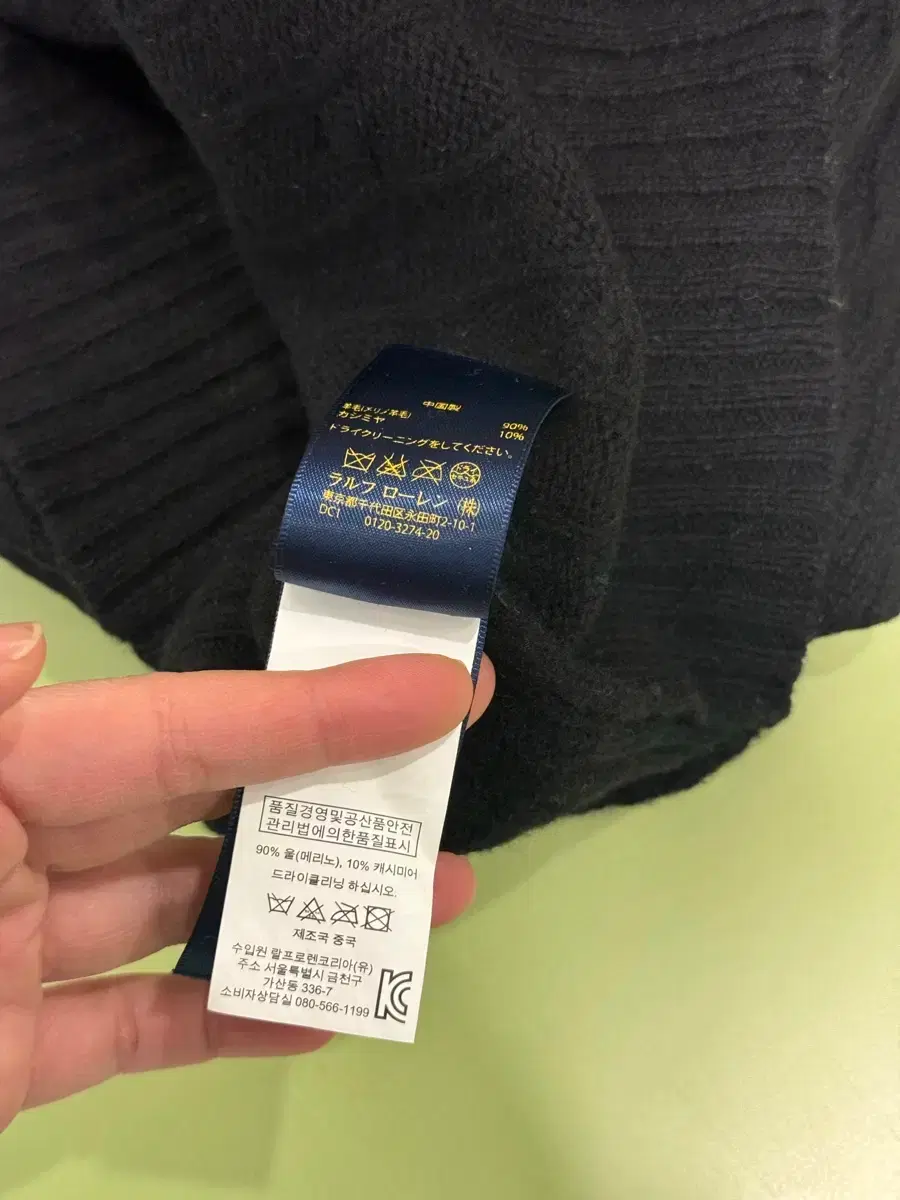 中国製
羊毛(メリノ羊毛) 90%
カシミヤ 10%
ドライクリーニングをしてください。
ドライ
セキユ系
ラルフ ローレン (株)
東京都千代田区永田町2-10-1
DC1 0120-3274-20
품질경영및공산품안전
관리법에의한품질표시
90% 울(메리노), 10% 캐시미어
드라이클리닝 하십시오.
제조국 중국
수입원 랄프로렌코리아(유)
주소 서울특별시 금천구
가산동 336-7
소비자상담실 080-566-1199